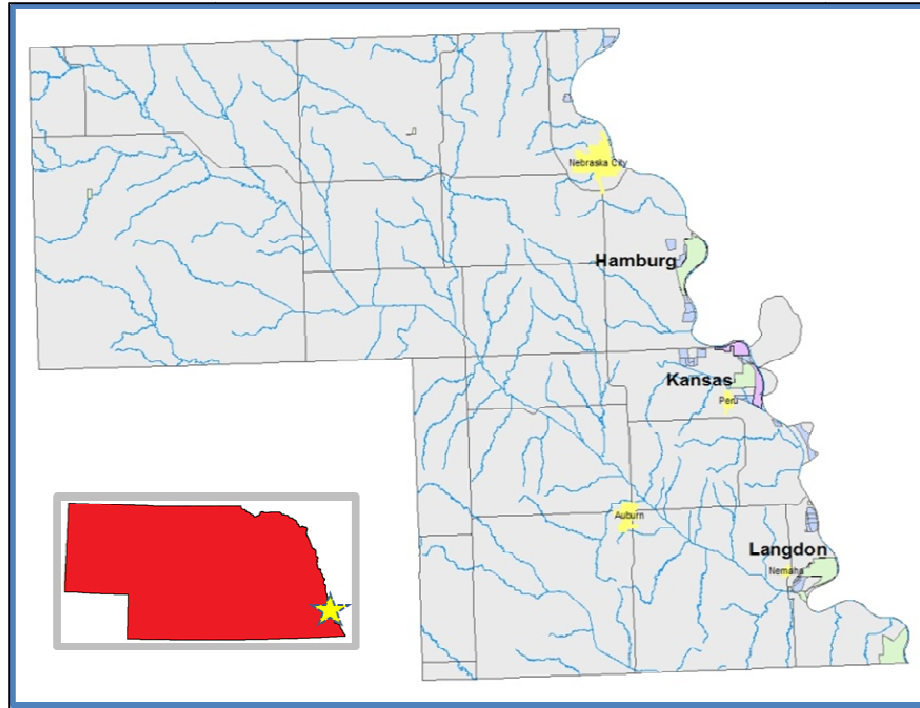 Nebraska City
Hamburg
Kansas
Peru
Auburn
Langdon
Nemaha